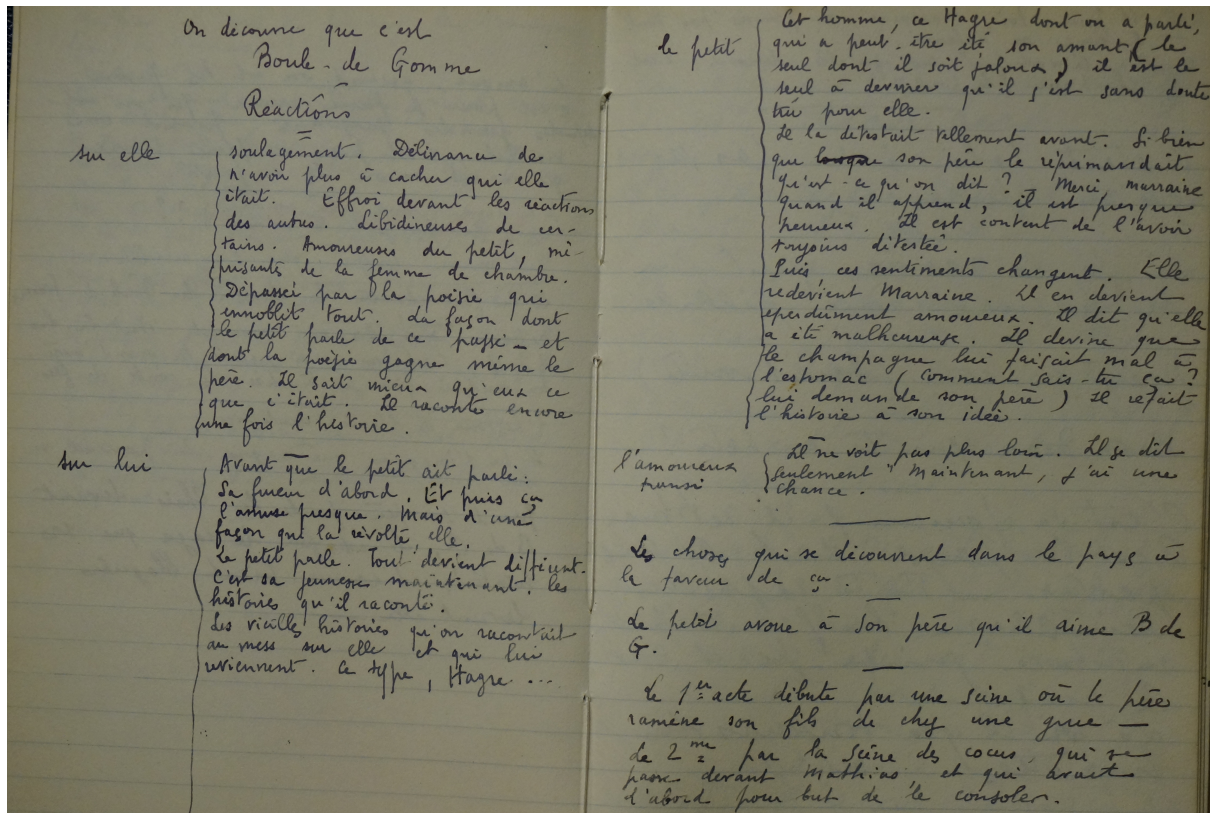 On découvre que c'est
Boule-de Gomme
Réactions
sur elle
soulagement. Délivrance de
n'avoir plus à cacher qui elle
était. Effroi devant les réactions
des autres. Libidineuses de cer-
tains. Amoureuses du petit, mé-
prisantes de la femme de chambre.
Dépassé par la poésie qui
ennoblit tout. La façon dont
le petit parle de ce passé - et
dont la poésie gagne même le
père. Il sait mieux qu'eux ce
que c'était. Il raconte encore
une fois l'histoire.
sur lui
Avant que le petit ait parlé :
Sa fureur d'abord. Et puis ça
l'amuse presque. Mais d'une
façon qui la révolte, elle.
Le petit parle. Tout devient différent.
C'est sa jeunesse maintenant, les
histoires qu'il raconte.
Les vieilles histoires qu'on racontait
au mess sur elle et qui lui
reviennent. Ce type, Hagre ...
le petit
Cet homme, ce Hagre dont on a parlé,
qui a peut-être été son amant (le
seul dont il soit jaloux) il est le
seul à deviner qu'il s'est sans doute
tué pour elle.
Il la détestait tellement avant. Si bien
que son père le réprimandait
Qu'est-ce qu'on dit ? - Merci, marraine
quand il apprend, il est presque
heureux. Il est content de l'avoir
toujours détestée.
Puis, ces sentiments changent. Elle
redevient Marraine. Il en devient
éperdument amoureux. Il dit qu'elle
a été malheureuse. Il devine que
le champagne lui faisait mal à
l'estomac (comment sais-tu ça ?
lui demande son père) Il refait
l'histoire à son idée.
l'amoureux
transi
Il ne voit pas plus loin. Il se dit
seulement "Maintenant, j'ai une
chance.
Les choses qui se découvrent dans le pays à
la faveur de ça.
Le petit avoue à son père qu'il aime B de
G.
Le 1er acte débute par une scène où le père
ramène son fils de chez une grue —
Le 2me par la scène des cocus, qui se
passe devant Mathias, et qui avait
d'abord pour but de le consoler.